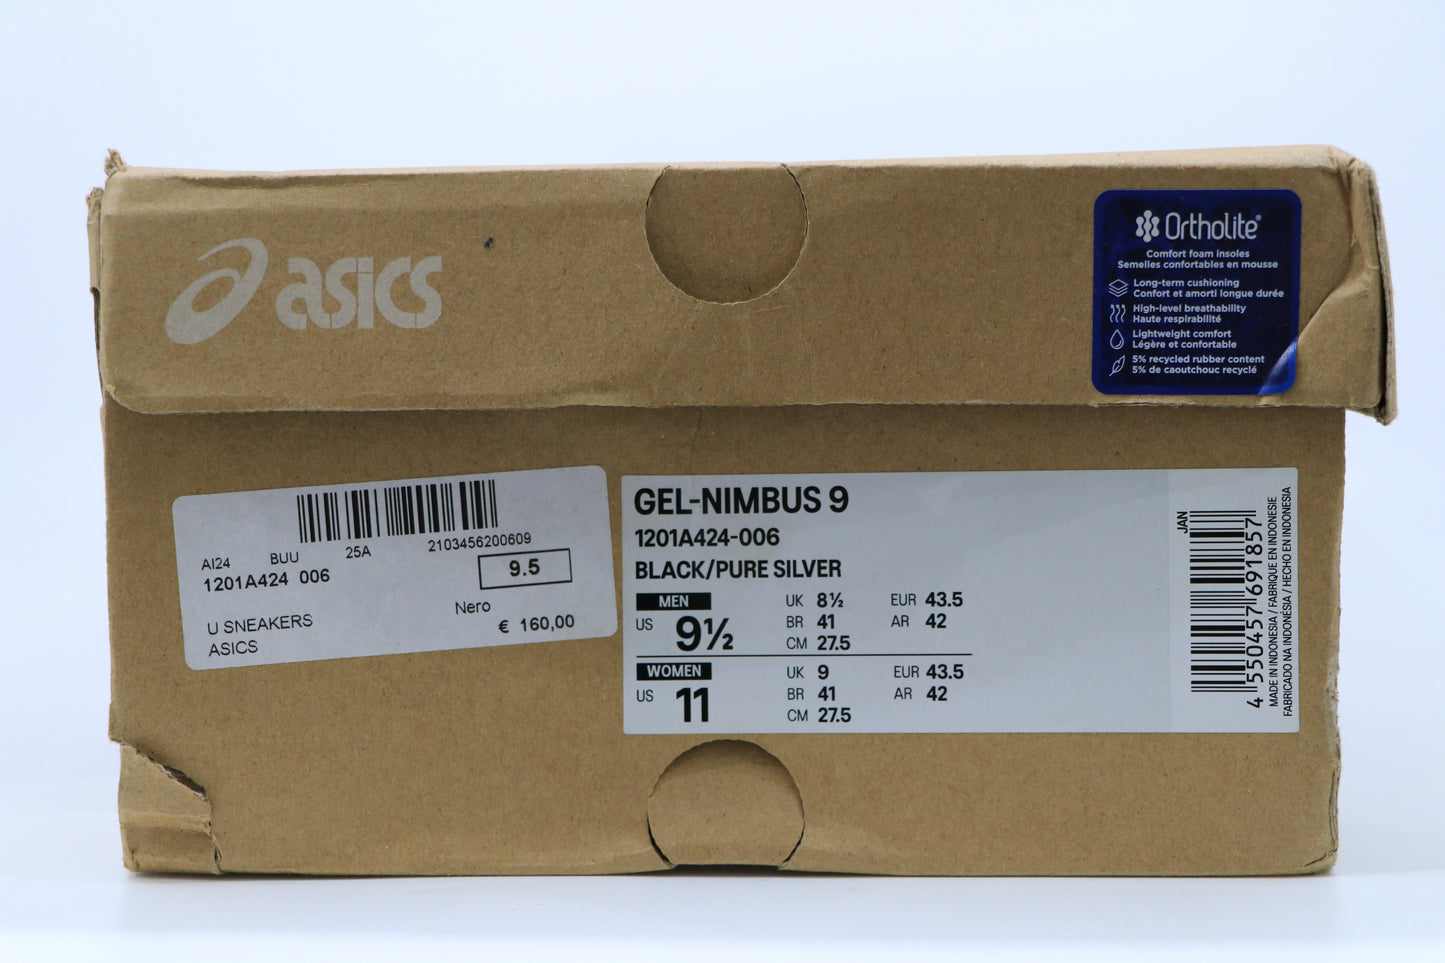 asics
Ortholite®
Comfort foam insoles
Semelles confortables en mousse
Long-term cushioning
Confort et amorti longue durée
High-level breathability
Haute respirabilité
Lightweight comfort
Légère et confortable
5% recycled rubber content
5% de caoutchouc recyclé
AI24 BUU 25A 2103456200609
1201A424 006 9.5
U SNEAKERS Nero
ASICS € 160,00
GEL-NIMBUS 9
1201A424-006
BLACK/PURE SILVER
MEN UK 8½ EUR 43.5
US 9½ BR 41 AR 42
CM 27.5
WOMEN UK 9 EUR 43.5
US 11 BR 41 AR 42
CM 27.5
JAN
4 550457 691857
MADE IN INDONESIA / FABRIQUE EN INDONESIE
FABRICADO NA INDONÉSIA / HECHO EN INDONESIA